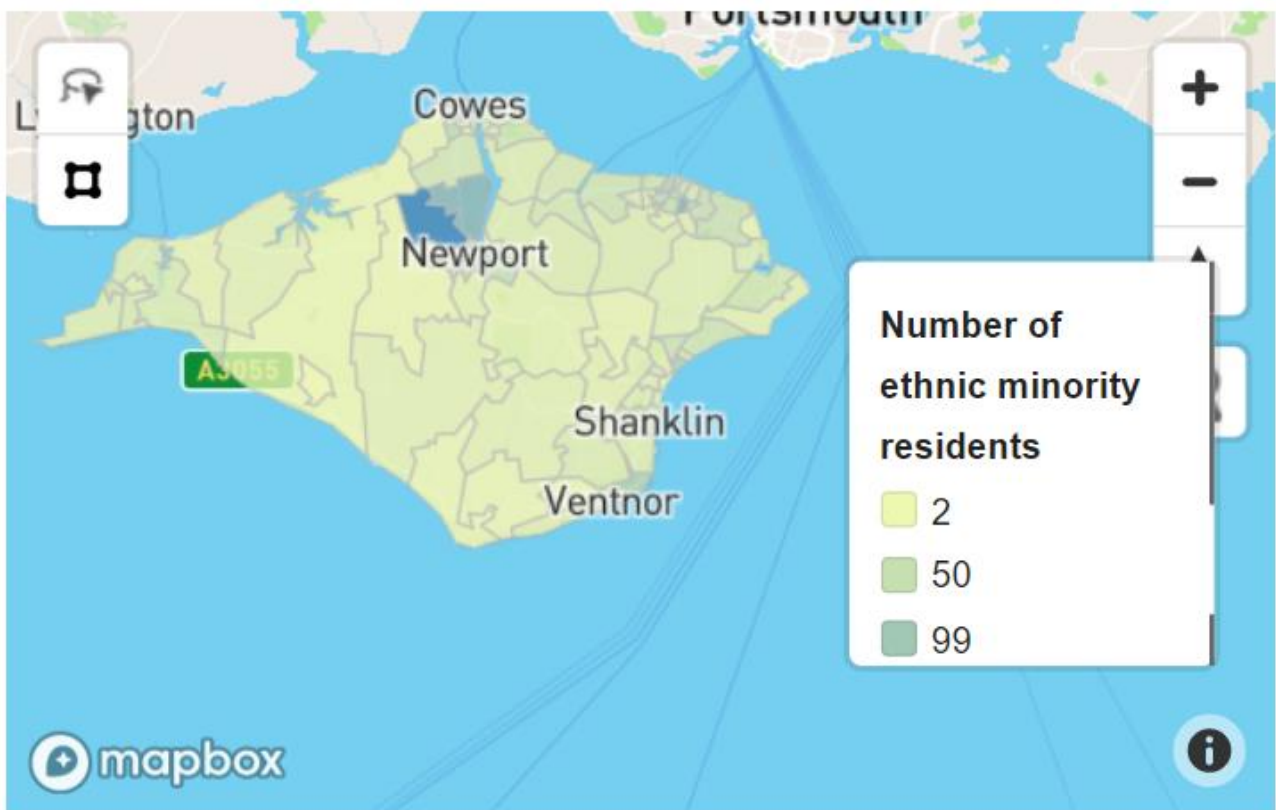 Portsmouth
Cowes
Newport
A3055
Shanklin
Ventnor
Number of
ethnic minority
residents
2
50
99
mapbox